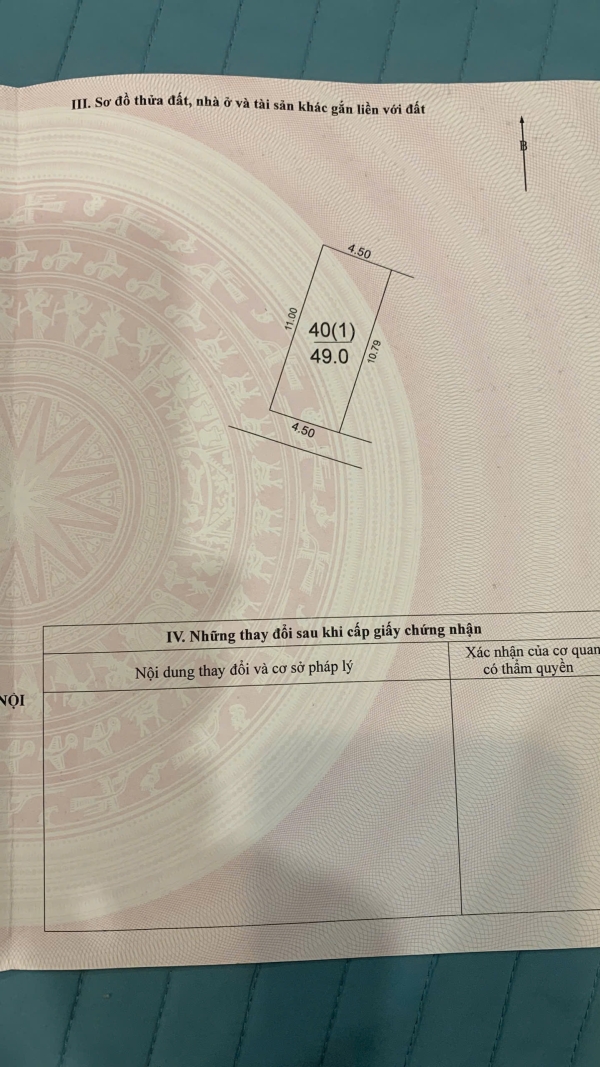 III. Sơ đồ thửa đất, nhà ở và tài sản khác gắn liền với đất
B
4.50
11.00
40(1)
49.0
10.79
4.50
IV. Những thay đổi sau khi cấp giấy chứng nhận
Nội dung thay đổi và cơ sở pháp lý
Xác nhận của cơ quan
có thẩm quyền
NỘI